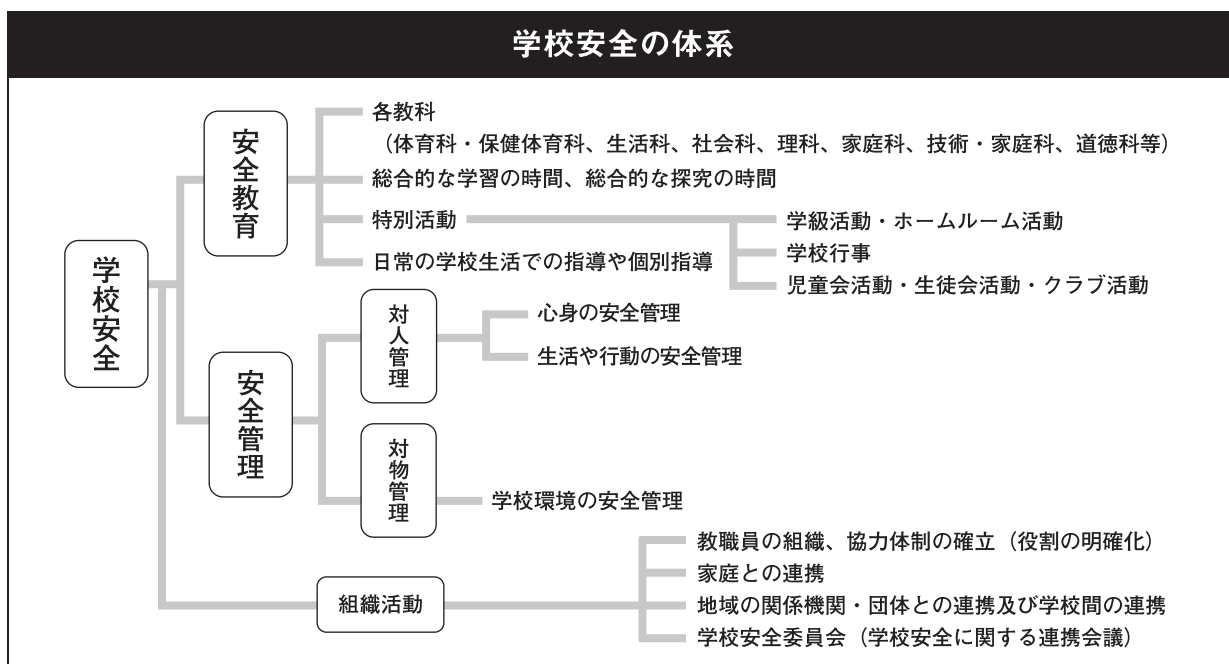 学校安全の体系
学校安全
安全教育
各教科
（体育科・保健体育科、生活科、社会科、理科、家庭科、技術・家庭科、道徳科等）
総合的な学習の時間、総合的な探究の時間
特別活動
学級活動・ホームルーム活動
学校行事
児童会活動・生徒会活動・クラブ活動
日常の学校生活での指導や個別指導
安全管理
対人管理
心身の安全管理
生活や行動の安全管理
対物管理
学校環境の安全管理
組織活動
教職員の組織、協力体制の確立（役割の明確化）
家庭との連携
地域の関係機関・団体との連携及び学校間の連携
学校安全委員会（学校安全に関する連携会議）